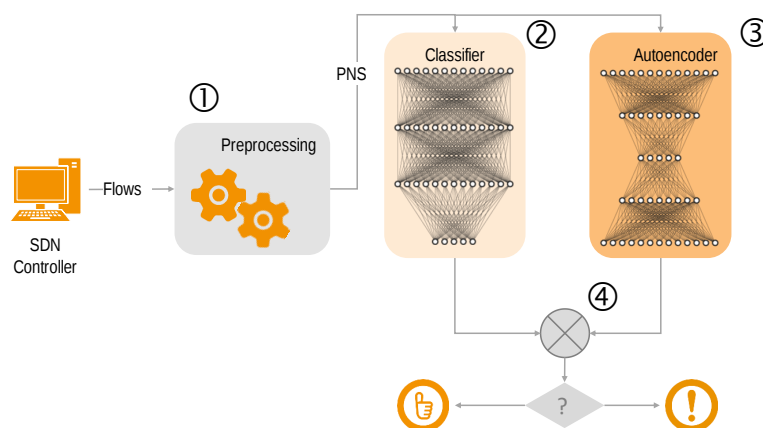 ①
②
③
Classifier
Autoencoder
PNS
Preprocessing
Flows
SDN
Controller
④
?
!